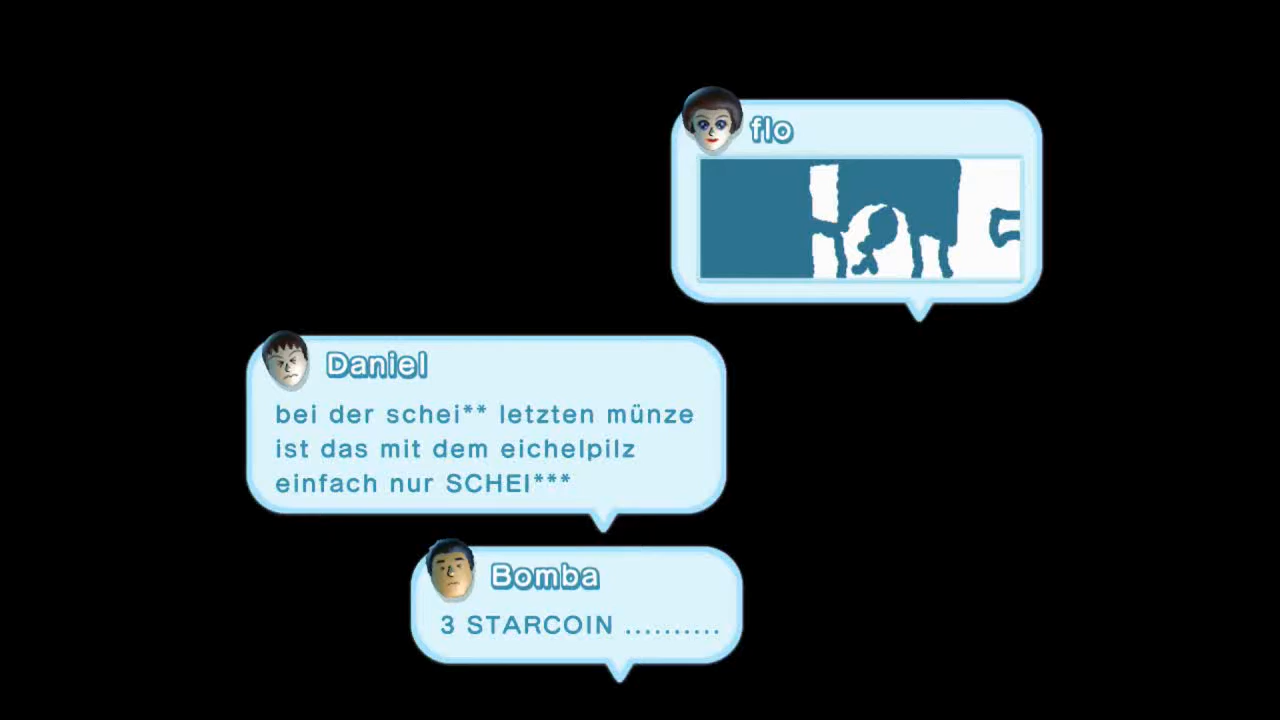 flo
Daniel
bei der schei** letzten münze
ist das mit dem eichelpilz
einfach nur SCHEI***
Bomba
3 STARCOIN ..........